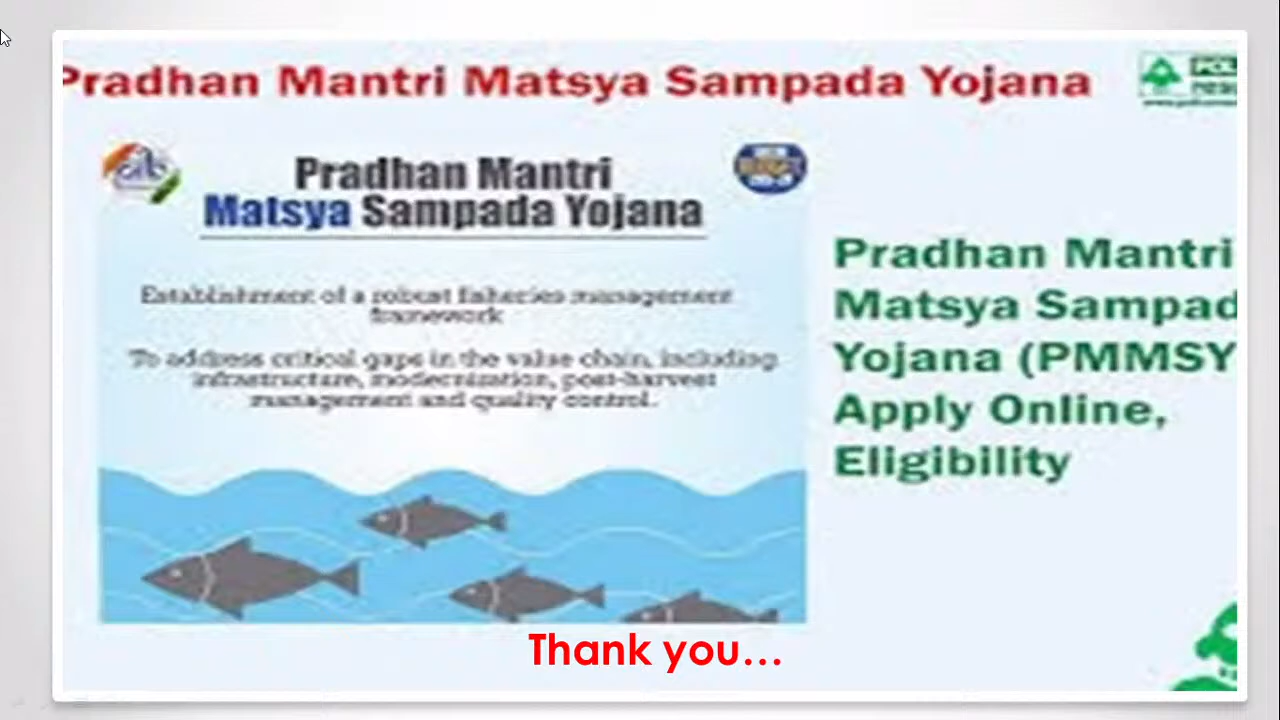 Pradhan Mantri Matsya Sampada Yojana
Pradhan Mantri
Matsya Sampada Yojana
Establishment of a robust fisheries management
framework
To address critical gaps in the value chain, including
infrastructure, modernization, post-harvest
management and quality control.
Pradhan Mantri
Matsya Sampad
Yojana (PMMSY
Apply Online,
Eligibility
Thank you...